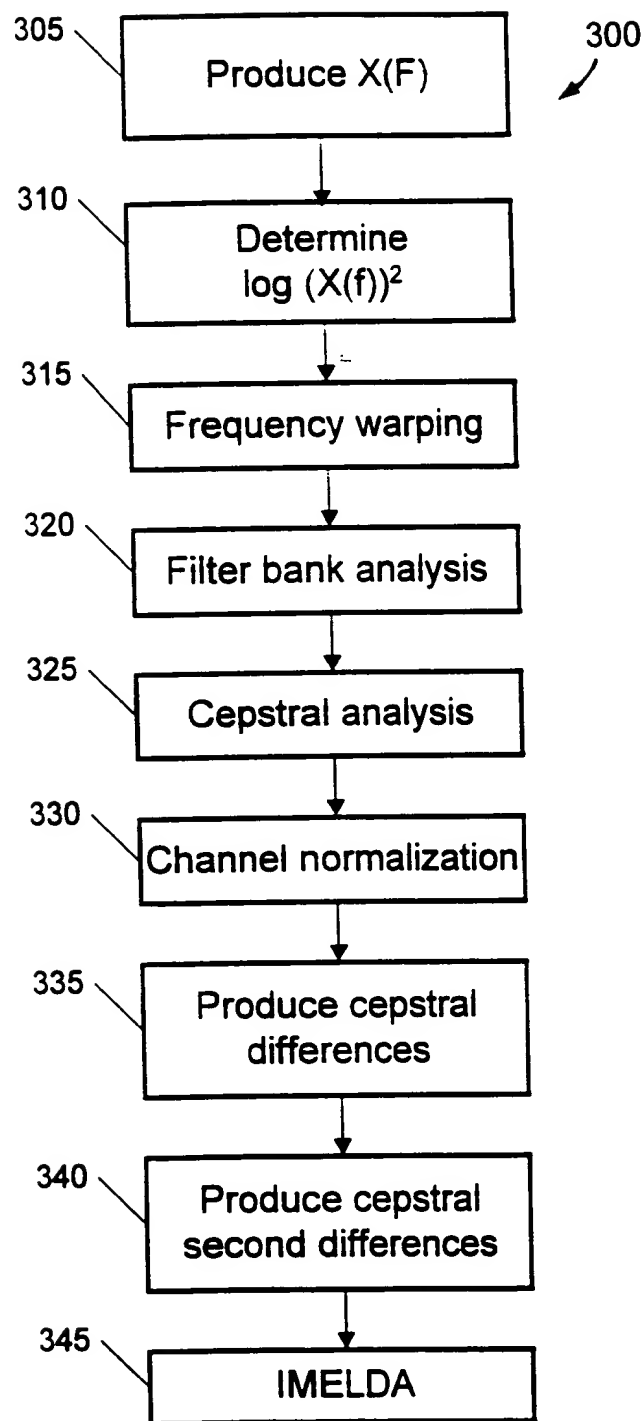 305
Produce X(F)
300
310
Determine
log (X(f))²
315
Frequency warping
320
Filter bank analysis
325
Cepstral analysis
330
Channel normalization
335
Produce cepstral
differences
340
Produce cepstral
second differences
345
IMELDA